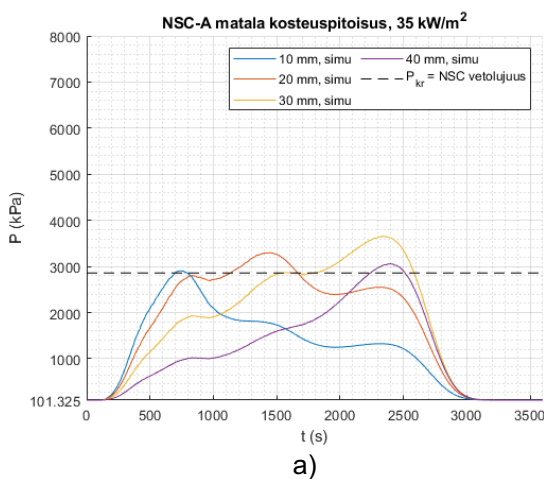 NSC-A matala kosteuspitoisus, 35 kW/m²
10 mm, simu
40 mm, simu
20 mm, simu
P_kr = NSC vetolujuus
30 mm, simu
8000
7000
6000
5000
4000
3000
2000
1000
101.325
P (kPa)
0 500 1000 1500 2000 2500 3000 3500
t (s)
a)